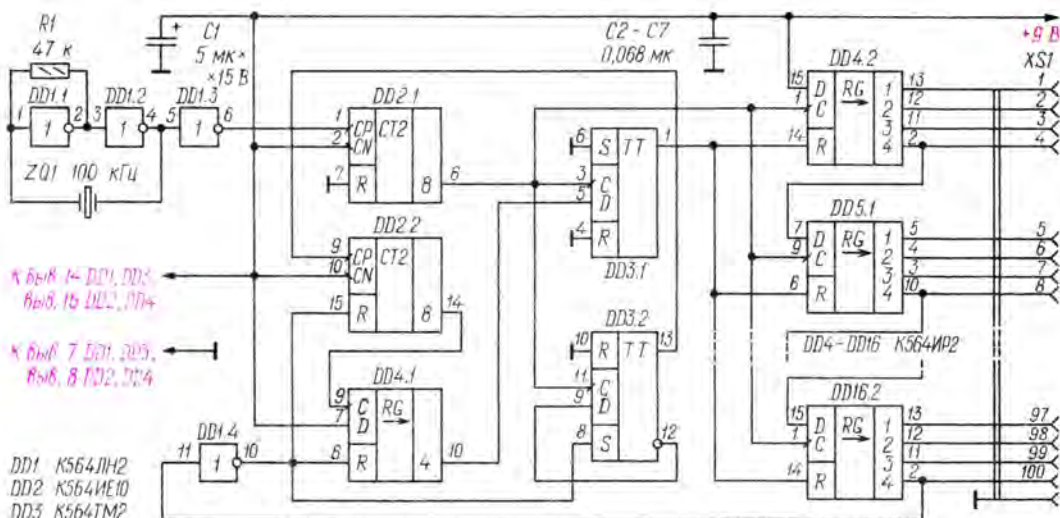 R1
47 к
C1
5 мк×
×15 В
C2 - C7
0,068 мк
+9 В
XS1
DD1.1
DD1.2
DD1.3
1 1 2 3 1 4 5 1 6
ZQ1 100 кГц
DD2.1
1 CP CT2
2 CN
7 R 8 6
DD2.2
9 CP CT2
10 CN
15 R 8 14
DD3.1
6 S TT 1
3 C
5 D
4 R
DD3.2
10 R TT 13
11 C
9 D
8 S 12
DD4.1
9 C RG
7 D
6 R 4 10
DD1.4
11 1 10
DD4.2
15 D RG 1 13 1
1 C 2 12 2
3 11 3
14 R 4 2 4
DD5.1
7 D RG 1 5 5
9 C 2 4 6
3 3 7
6 R 4 10 8
DD4-DD16 К564ИР2
DD16.2
15 D RG 1 13 97
1 C 2 12 98
3 11 99
14 R 4 2 100
К выв. 14 DD1, DD3,
выв. 16 DD2, DD4
К выв. 7 DD1, DD3,
выв. 8 DD2, DD4
DD1 К564ЛН2
DD2 К564ИЕ10
DD3 К564ТМ2